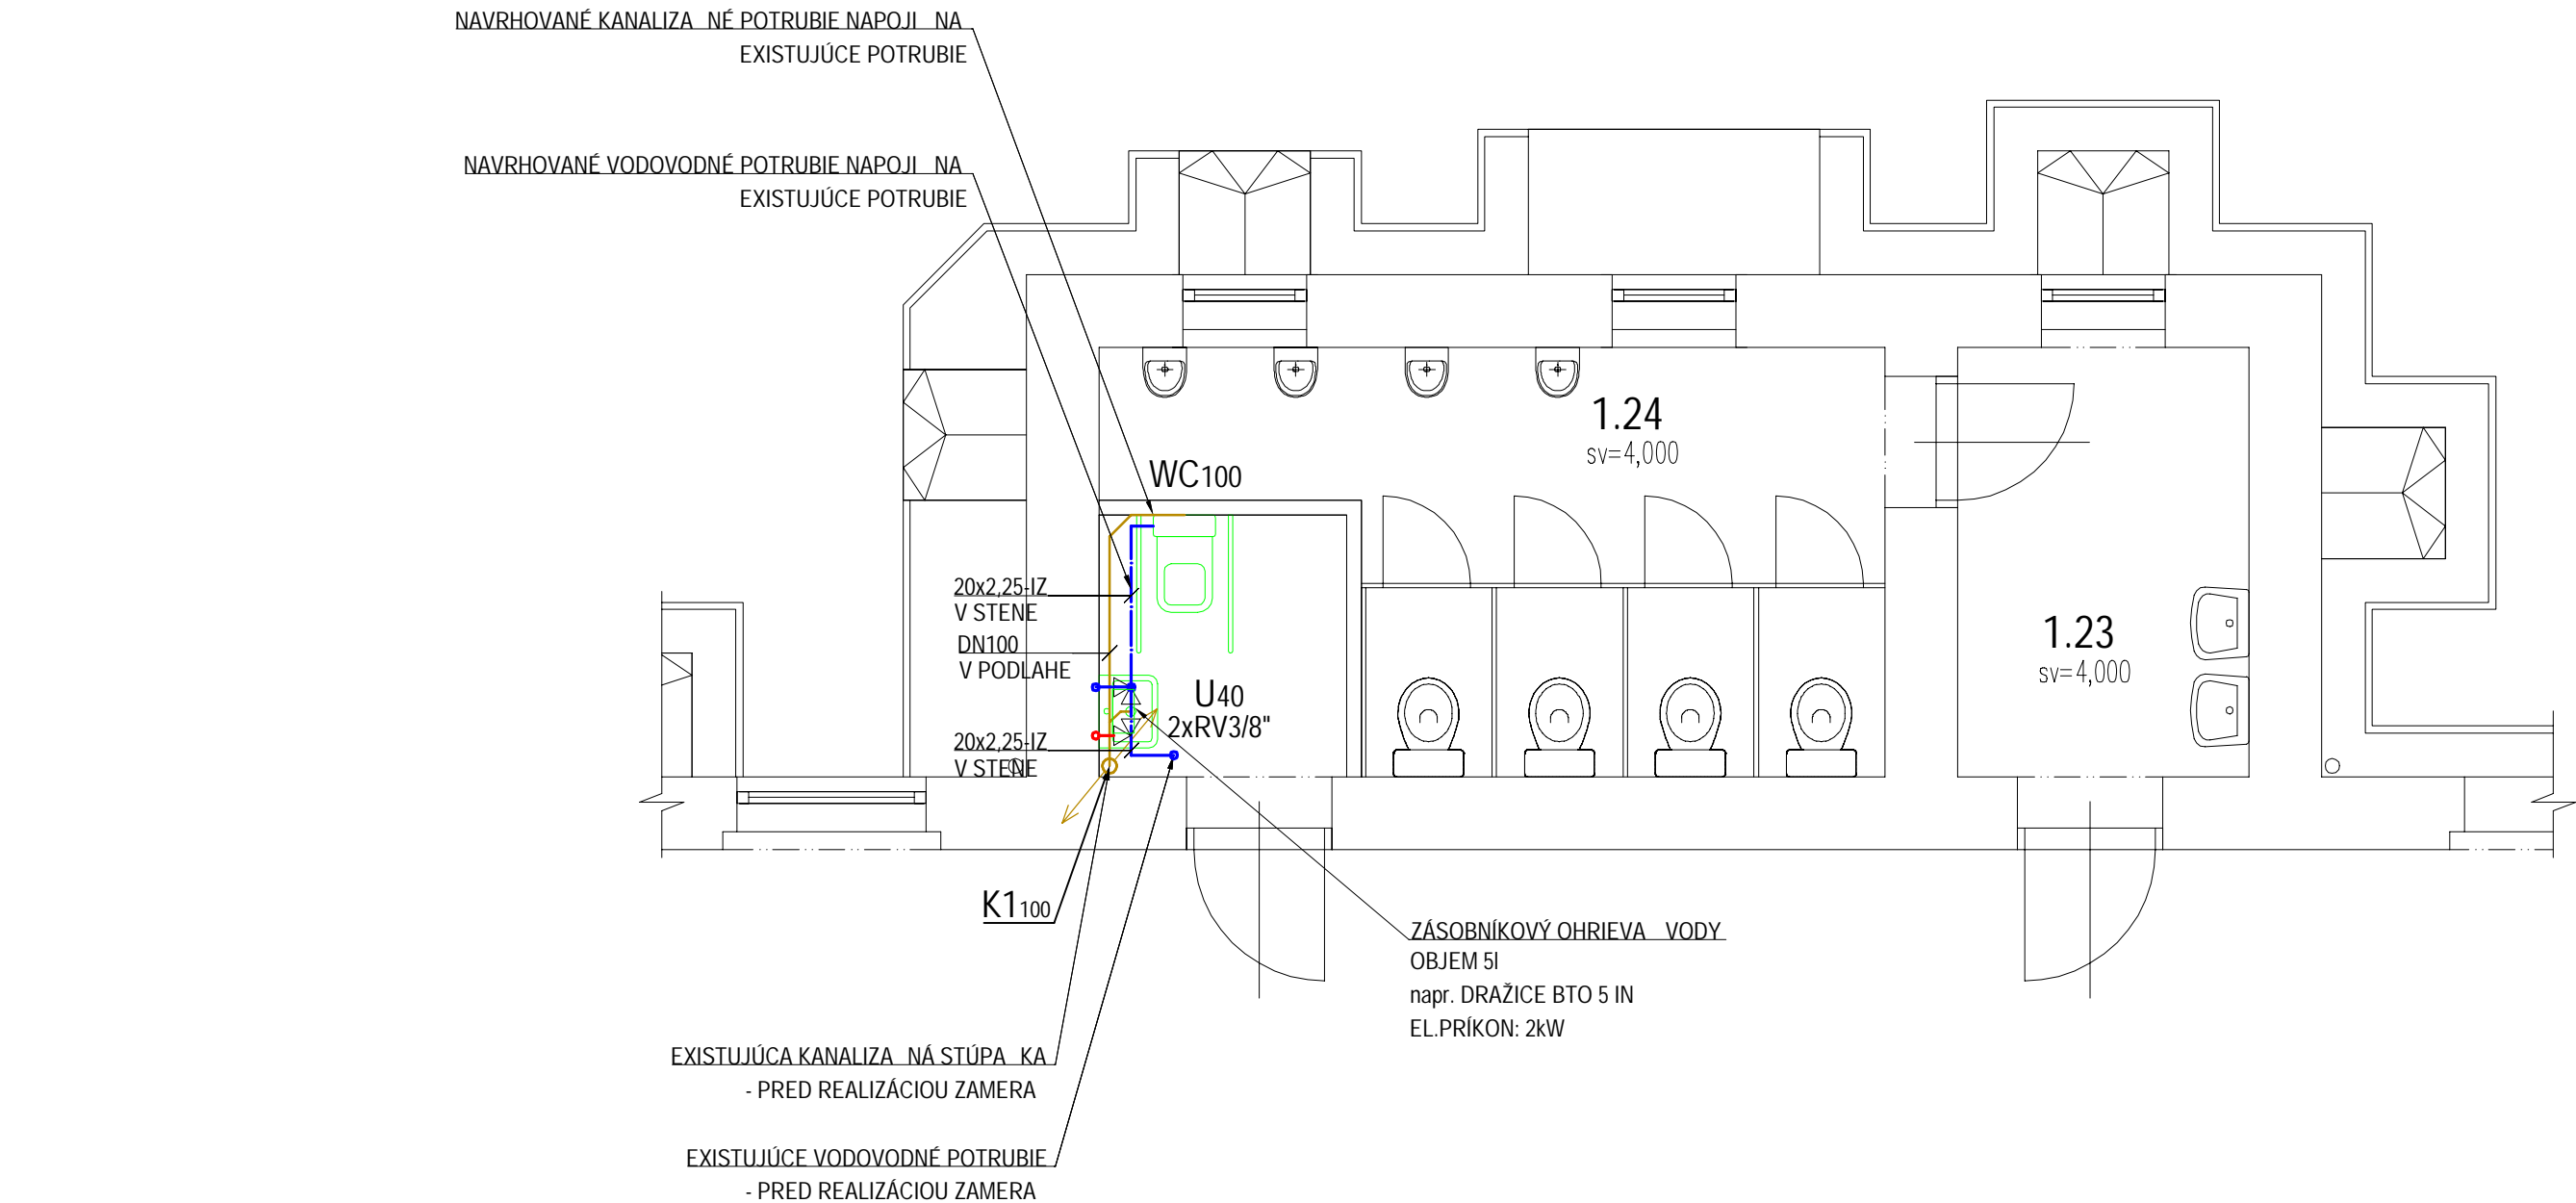 NAVRHOVANÉ KANALIZA NÉ POTRUBIE NAPOJI NA
EXISTUJÚCE POTRUBIE
NAVRHOVANÉ VODOVODNÉ POTRUBIE NAPOJI NA
EXISTUJÚCE POTRUBIE
1.24
sv=4,000
WC100
20x2,25-IZ
V STENE
DN100
V PODLAHE
1.23
sv=4,000
U40
2xRV3/8"
20x2,25-IZ
V STENE
K1100
ZÁSOBNÍKOVÝ OHRIEVA VODY
OBJEM 5l
napr. DRAŽICE BTO 5 IN
EL.PRÍKON: 2kW
EXISTUJÚCA KANALIZA NÁ STÚPA KA
- PRED REALIZÁCIOU ZAMERA
EXISTUJÚCE VODOVODNÉ POTRUBIE
- PRED REALIZÁCIOU ZAMERA